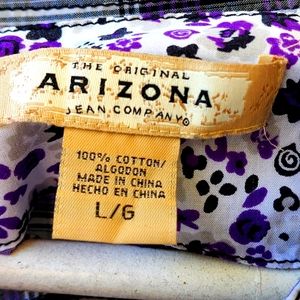 THE ORIGINAL
ARIZONA
JEAN COMPANY®
100% COTTON/
ALGODON
MADE IN CHINA
HECHO EN CHINA
L/G